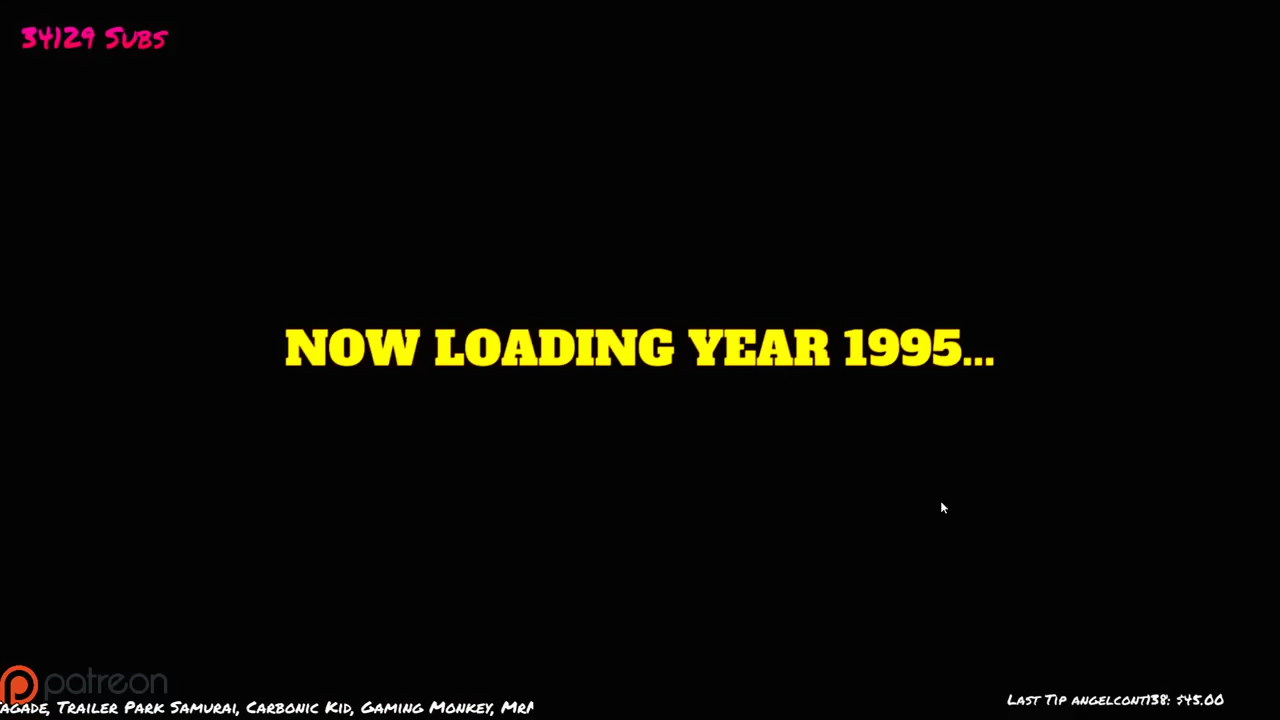 34129 Subs
NOW LOADING YEAR 1995...
patreon
Trailer Park Samurai, Carbonic Kid, Gaming Monkey,
Last Tip angelcont138: $45.00